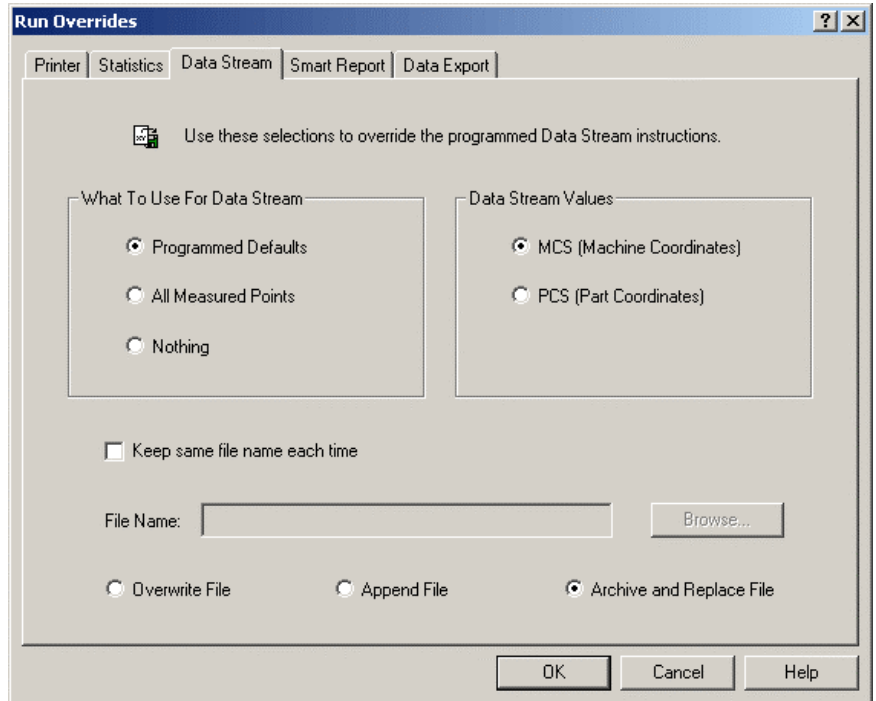 Run Overrides
Printer Statistics Data Stream Smart Report Data Export
Use these selections to override the programmed Data Stream instructions.
What To Use For Data Stream
Programmed Defaults
All Measured Points
Nothing
Data Stream Values
MCS (Machine Coordinates)
PCS (Part Coordinates)
Keep same file name each time
File Name: Browse...
Overwrite File Append File Archive and Replace File
OK Cancel Help